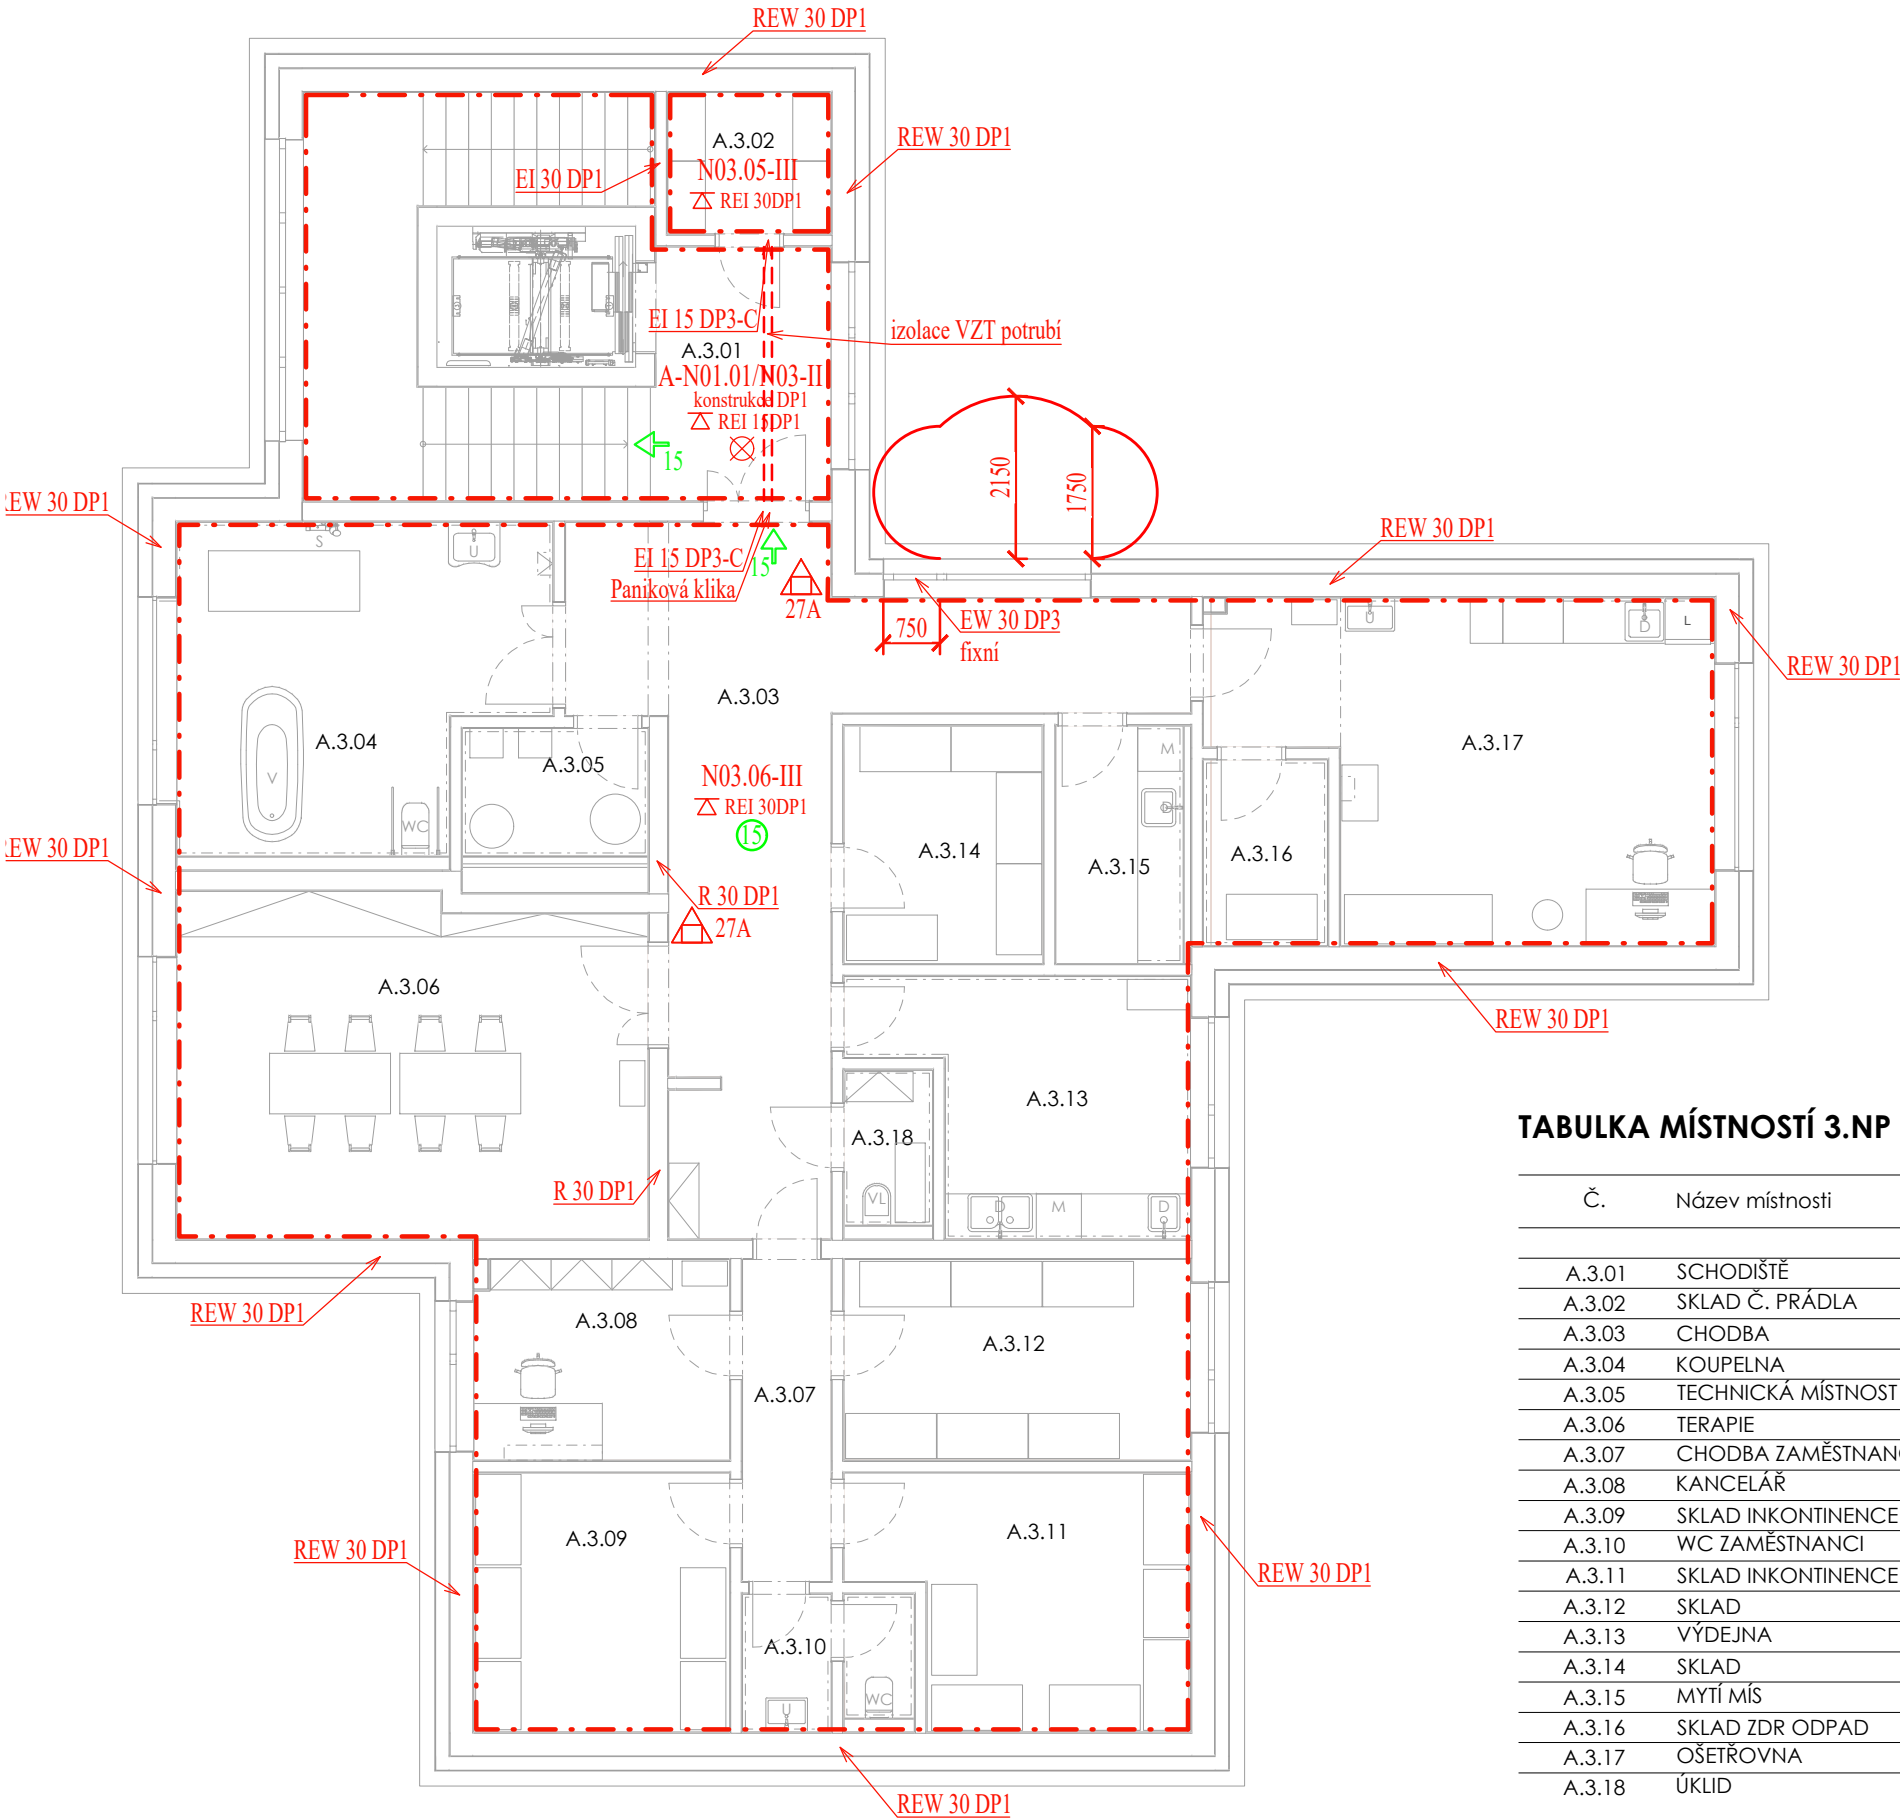 REW 30 DP1
A.3.02
N03.05-III
REI 30DP1
EI 30 DP1
REW 30 DP1
EI 15 DP3-C
izolace VZT potrubí
A.3.01
A-N01.01/N03-II
konstrukce DP1
REI 15DP1
15
2150
1750
REW 30 DP1
S
U
EI 15 DP3-C
Paniková klika
15
27A
750
EW 30 DP3
fixní
REW 30 DP1
U
D
L
REW 30 DP1
A.3.03
A.3.04
A.3.05
V
WC
N03.06-III
REI 30DP1
15
M
D
A.3.17
A.3.14
A.3.15
A.3.16
REW 30 DP1
R 30 DP1
27A
A.3.06
REW 30 DP1
A.3.13
A.3.18
VL
D
M
D
R 30 DP1
REW 30 DP1
A.3.08
A.3.12
A.3.07
A.3.09
A.3.11
REW 30 DP1
REW 30 DP1
A.3.10
U
WC
REW 30 DP1
TABULKA MÍSTNOSTÍ 3.NP
Č. Název místnosti
A.3.01 SCHODIŠTĚ
A.3.02 SKLAD Č. PRÁDLA
A.3.03 CHODBA
A.3.04 KOUPELNA
A.3.05 TECHNICKÁ MÍSTNOST
A.3.06 TERAPIE
A.3.07 CHODBA ZAMĚSTNANC
A.3.08 KANCELÁŘ
A.3.09 SKLAD INKONTINENCE
A.3.10 WC ZAMĚSTNANCI
A.3.11 SKLAD INKONTINENCE
A.3.12 SKLAD
A.3.13 VÝDEJNA
A.3.14 SKLAD
A.3.15 MYTÍ MÍS
A.3.16 SKLAD ZDR ODPAD
A.3.17 OŠETŘOVNA
A.3.18 ÚKLID